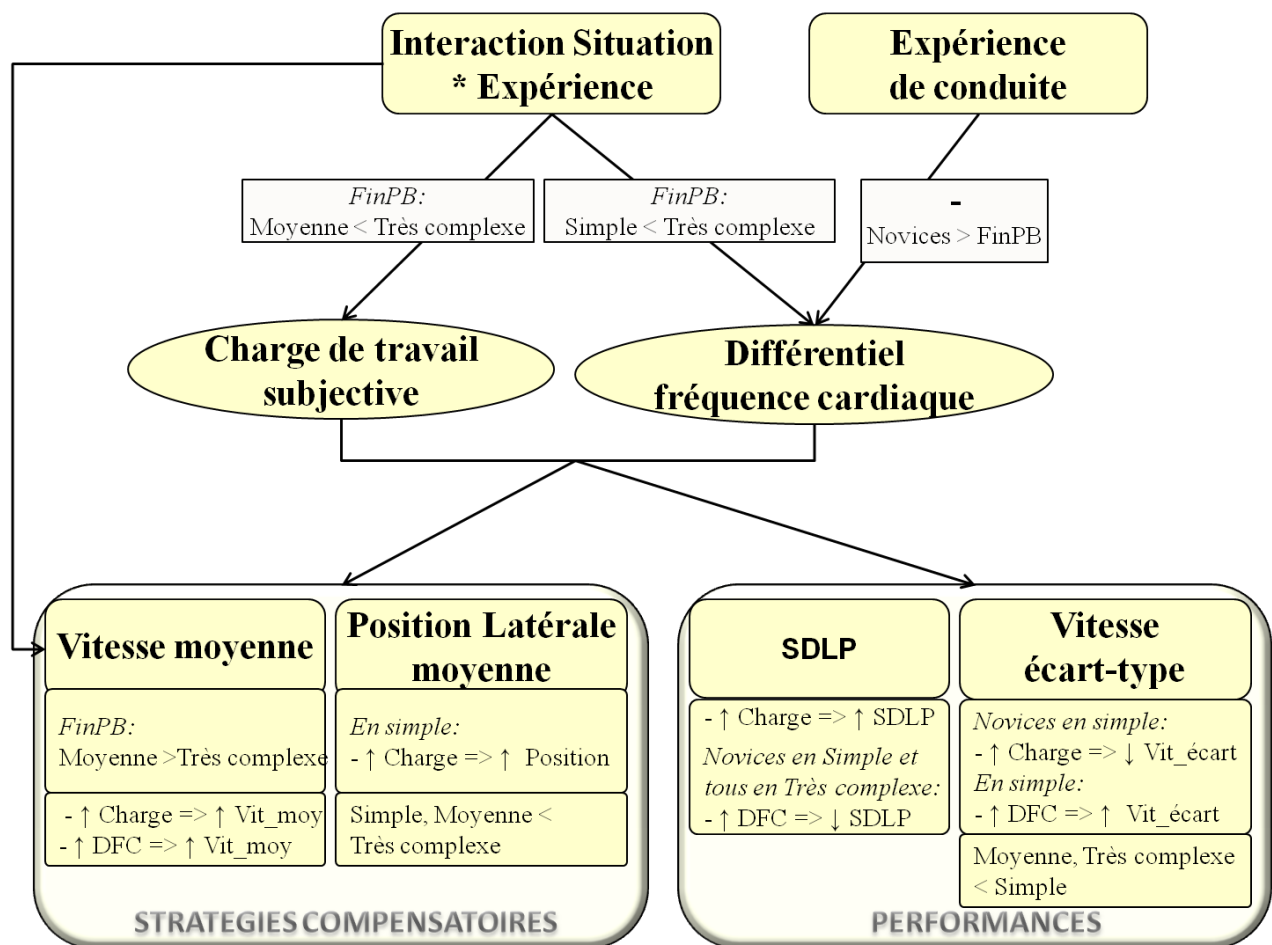 Interaction Situation
* Expérience
Expérience
de conduite
FinPB:
Moyenne < Très complexe
FinPB:
Simple < Très complexe
-
Novices > FinPB
Charge de travail
subjective
Différentiel
fréquence cardiaque
Vitesse moyenne
FinPB:
Moyenne >Très complexe
- ↑ Charge => ↑ Vit_moy
- ↑ DFC => ↑ Vit_moy
Position Latérale
moyenne
En simple:
- ↑ Charge => ↑ Position
Simple, Moyenne <
Très complexe
STRATEGIES COMPENSATOIRES
SDLP
- ↑ Charge => ↑ SDLP
Novices en Simple et
tous en Très complexe:
- ↑ DFC => ↓ SDLP
Vitesse
écart-type
Novices en simple:
- ↑ Charge => ↓ Vit_écart
En simple:
- ↑ DFC => ↑ Vit_écart
Moyenne, Très complexe
< Simple
PERFORMANCES